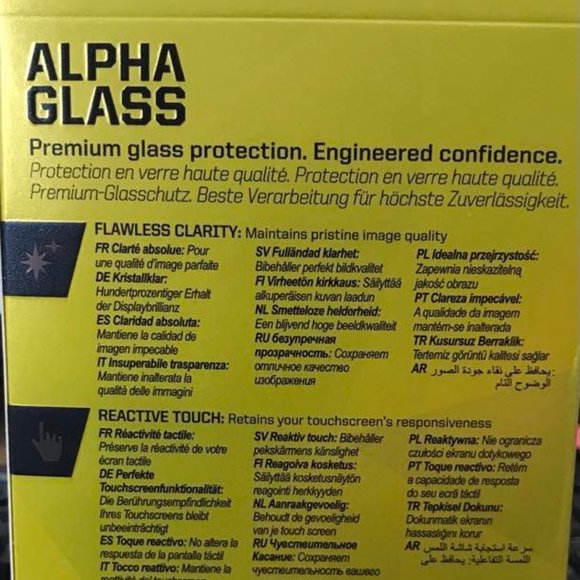 ALPHA
GLASS
Premium glass protection. Engineered confidence.
Protection en verre haute qualité. Protection en verre haute qualité.
Premium-Glasschutz. Beste Verarbeitung für höchste Zuverlässigkeit.
FLAWLESS CLARITY: Maintains pristine image quality
FR Clarté absolue: Pour
une qualité d'image parfaite
DE Kristallklar:
Hundertprozentiger Erhalt
der Displaybrillianz
ES Claridad absoluta:
Mantiene la calidad de
imagen impecable
IT Insuperabile trasparenza:
Mantiene inalterata la
qualità delle immagini
SV Fulländad klarhet:
Bibehåller perfekt bildkvalitet
FI Virheetön kirkkaus: Säilyttää
alkuperäisen kuvan laadun
NL Smetteloze helderheid:
Een blijvend hoge beeldkwaliteit
RU безупречная
прозрачность: Сохраняет
отличное качество
изображения
PL Idealna przejrzystość:
Zapewnia nieskazitelną
jakość obrazu
PT Clareza impecável:
A qualidade da imagem
mantém-se inalterada
TR Kusursuz Berraklık:
Tertemiz görüntü kalitesi sağlar
AR يحافظ على نقاء جودة الصور:
الوضوح التام
REACTIVE TOUCH: Retains your touchscreen's responsiveness
FR Réactivité tactile:
Préserve la réactivité de votre
écran tactile
DE Perfekte
Touchscreenfunktionalität:
Die Berührungsempfindlichkeit
Ihres Touchscreens bleibt
unbeeinträchtigt
ES Toque reactivo: No altera la
respuesta de la pantalla táctil
IT Tocco reattivo: Mantiene la
SV Reaktiv touch: Bibehåller
pekskärmens känslighet
FI Reagoiva kosketus:
Säilyttää kosketusnäytön
reagointi herkkyyden
NL Aanraakgevoelig:
Behoudt de gevoeligheid
van je touch screen
RU Чувствительное
Касание: Сохраняет
чувствительность вашего
PL Reaktywna: Nie ogranicza
czułości ekranu dotykowego
PT Toque reactivo: Retém
a capacidade de resposta
do seu ecrã táctil
TR Tepkisel Dokunuş:
Dokunmatik ekranın
hassaslığını korur
AR سرعة استجابة شاشة اللمس
اللمسة التفاعلية: يحافظ على